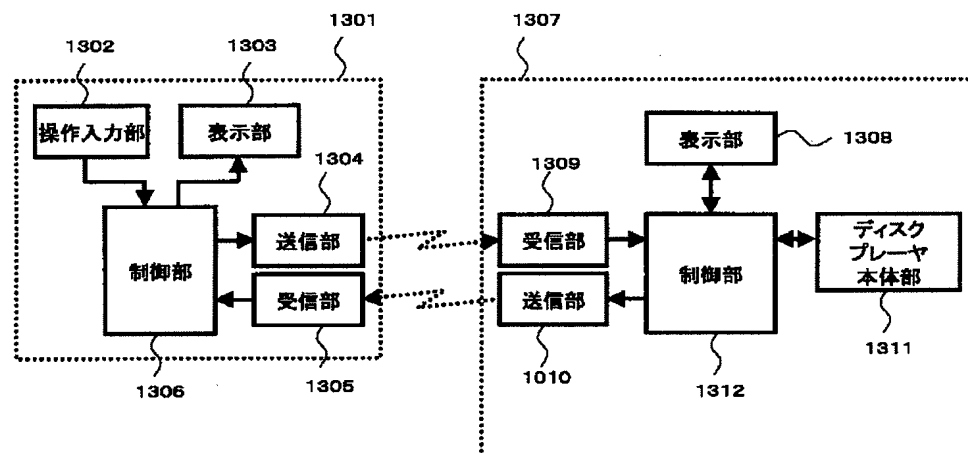 1301
1307
1302
1303
操作入力部
表示部
1304
送信部
制御部
受信部
1306
1305
表示部
1308
1309
受信部
制御部
ディスク
プレーヤ
本体部
送信部
1010
1312
1311